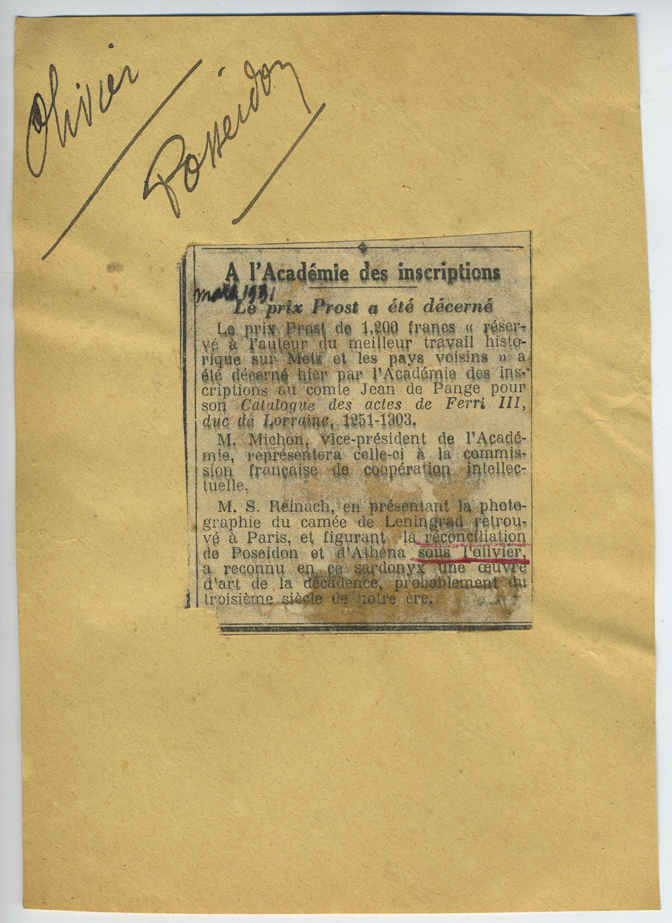 Olivier
Posséidon
A l'Académie des inscriptions
mars 1931
Le prix Prost a été décerné
Le prix Prost de 1.200 francs « réser-
vé à l'auteur du meilleur travail histo-
rique sur Metz et les pays voisins » a
été décerné hier par l'Académie des ins-
criptions au comte Jean de Pange pour
son Catalogue des actes de Ferri III,
duc de Lorraine, 1251-1303.
M. Michon, vice-président de l'Acadé-
mie, représentera celle-ci à la commis-
sion française de coopération intellec-
tuelle.
M. S. Reinach, en présentant la photo-
graphie du camée de Leningrad retrou-
vé à Paris, et figurant la réconciliation
de Poseidon et d'Athéna sous l'olivier,
a reconnu en ce sardonyx une œuvre
d'art de la décadence, probablement du
troisième siècle de notre ère.